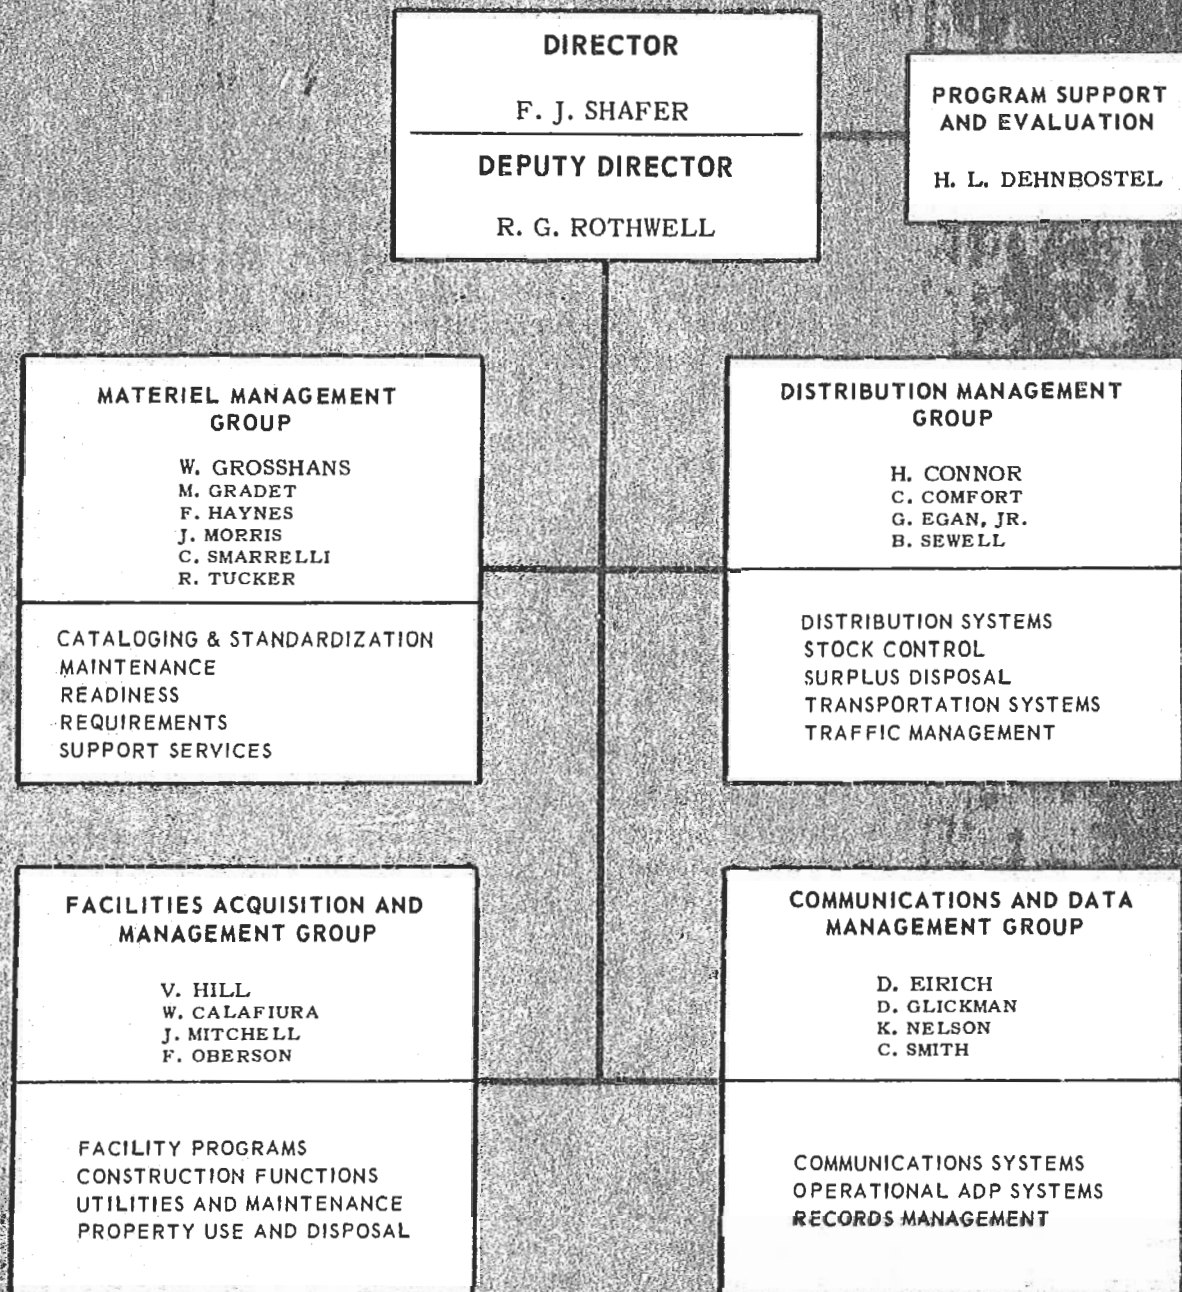 DIRECTOR
F. J. SHAFER
DEPUTY DIRECTOR
R. G. ROTHWELL
PROGRAM SUPPORT
AND EVALUATION
H. L. DEHNBOSTEL
MATERIEL MANAGEMENT
GROUP
W. GROSSHANS
M. GRADET
F. HAYNES
J. MORRIS
C. SMARRELLI
R. TUCKER
CATALOGING & STANDARDIZATION
MAINTENANCE
READINESS
REQUIREMENTS
SUPPORT SERVICES
DISTRIBUTION MANAGEMENT
GROUP
H. CONNOR
C. COMFORT
G. EGAN, JR.
B. SEWELL
DISTRIBUTION SYSTEMS
STOCK CONTROL
SURPLUS DISPOSAL
TRANSPORTATION SYSTEMS
TRAFFIC MANAGEMENT
FACILITIES ACQUISITION AND
MANAGEMENT GROUP
V. HILL
W. CALAFIURA
J. MITCHELL
F. OBERSON
FACILITY PROGRAMS
CONSTRUCTION FUNCTIONS
UTILITIES AND MAINTENANCE
PROPERTY USE AND DISPOSAL
COMMUNICATIONS AND DATA
MANAGEMENT GROUP
D. EIRICH
D. GLICKMAN
K. NELSON
C. SMITH
COMMUNICATIONS SYSTEMS
OPERATIONAL ADP SYSTEMS
RECORDS MANAGEMENT